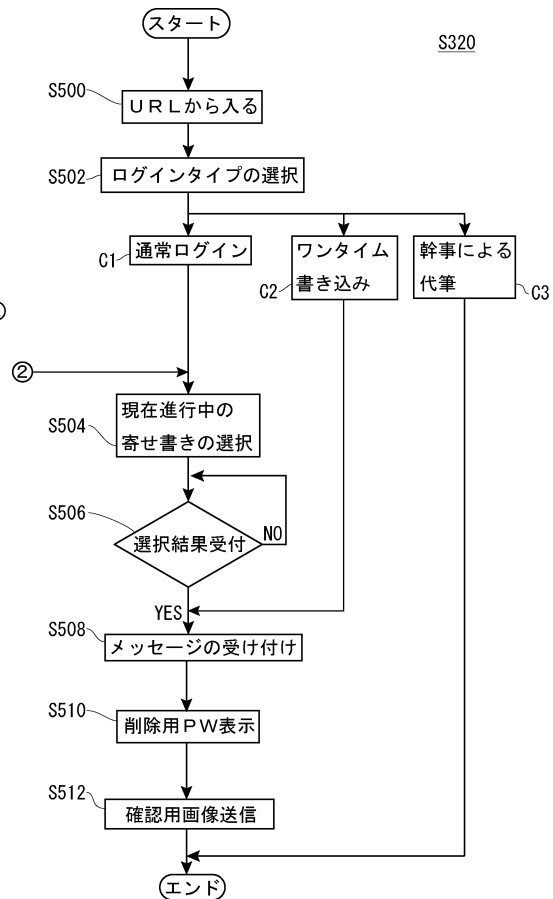 スタート
S320
S500
ＵＲＬから入る
S502
ログインタイプの選択
C1
通常ログイン
C2
ワンタイム
書き込み
幹事による
代筆
C3
②
S504
現在進行中の
寄せ書きの選択
S506
選択結果受付
NO
YES
S508
メッセージの受け付け
S510
削除用ＰＷ表示
S512
確認用画像送信
エンド